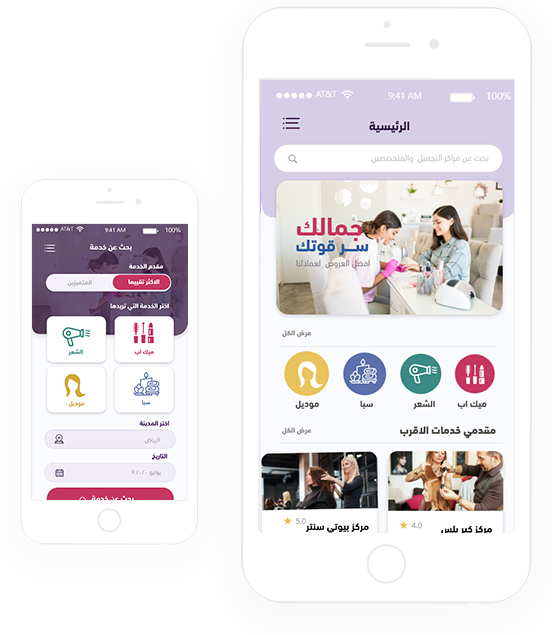 AT&T 9:41 AM 100%
الرئيسية
بحث عن مراكز التجميل والمتخصصين
جمالك
سر قوتك
افضل العروض لعملائنا
عرض الكل
ميك اب
الشعر
سبا
موديل
مقدمي خدمات الاقرب
عرض الكل
4.0
مركز كير بلس
5.0
مركز بيوتي سنتر
AT&T 9:41 AM 100%
بحث عن خدمة
مقدم الخدمة
الاكثر تقييما
المتميزين
اختر الخدمة التي تريدها
ميك اب
الشعر
سبا
موديل
اختر المدينة
الرياض
التاريخ
بحث عن خدمة